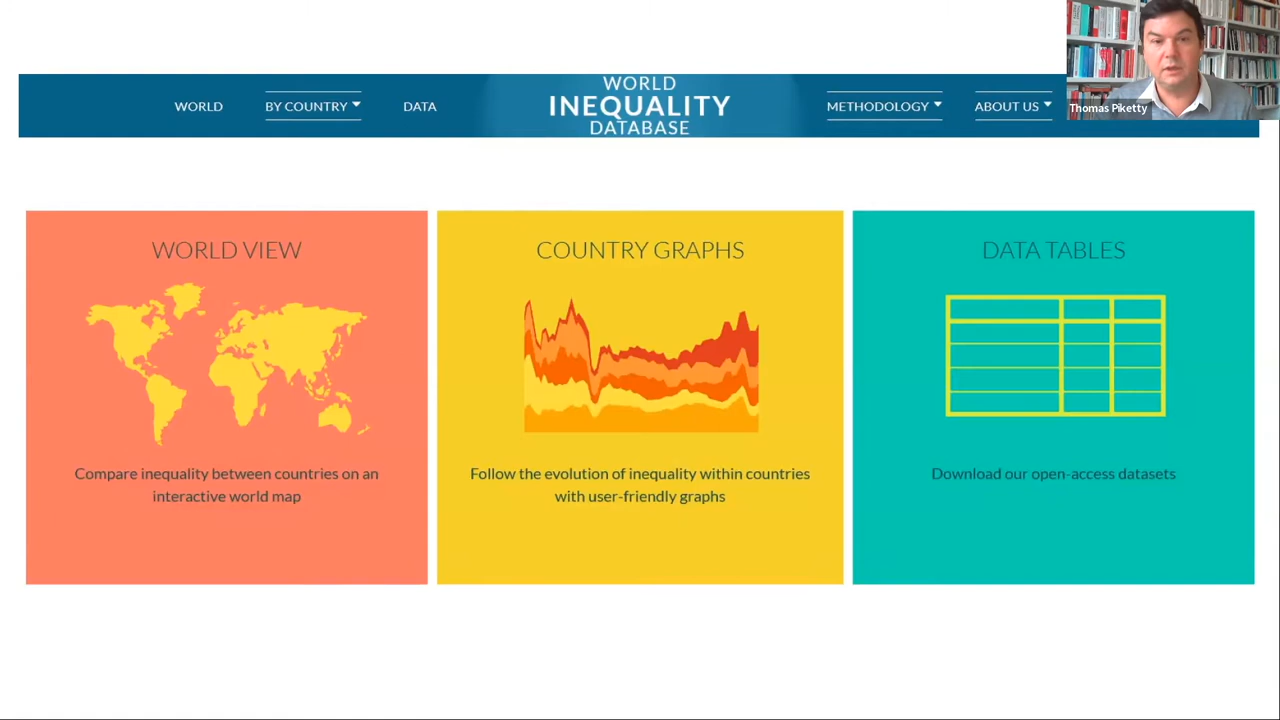 WORLD
BY COUNTRY
DATA
WORLD
INEQUALITY
DATABASE
METHODOLOGY
ABOUT US
Thomas Piketty
WORLD VIEW
Compare inequality between countries on an
interactive world map
COUNTRY GRAPHS
Follow the evolution of inequality within countries
with user-friendly graphs
DATA TABLES
Download our open-access datasets